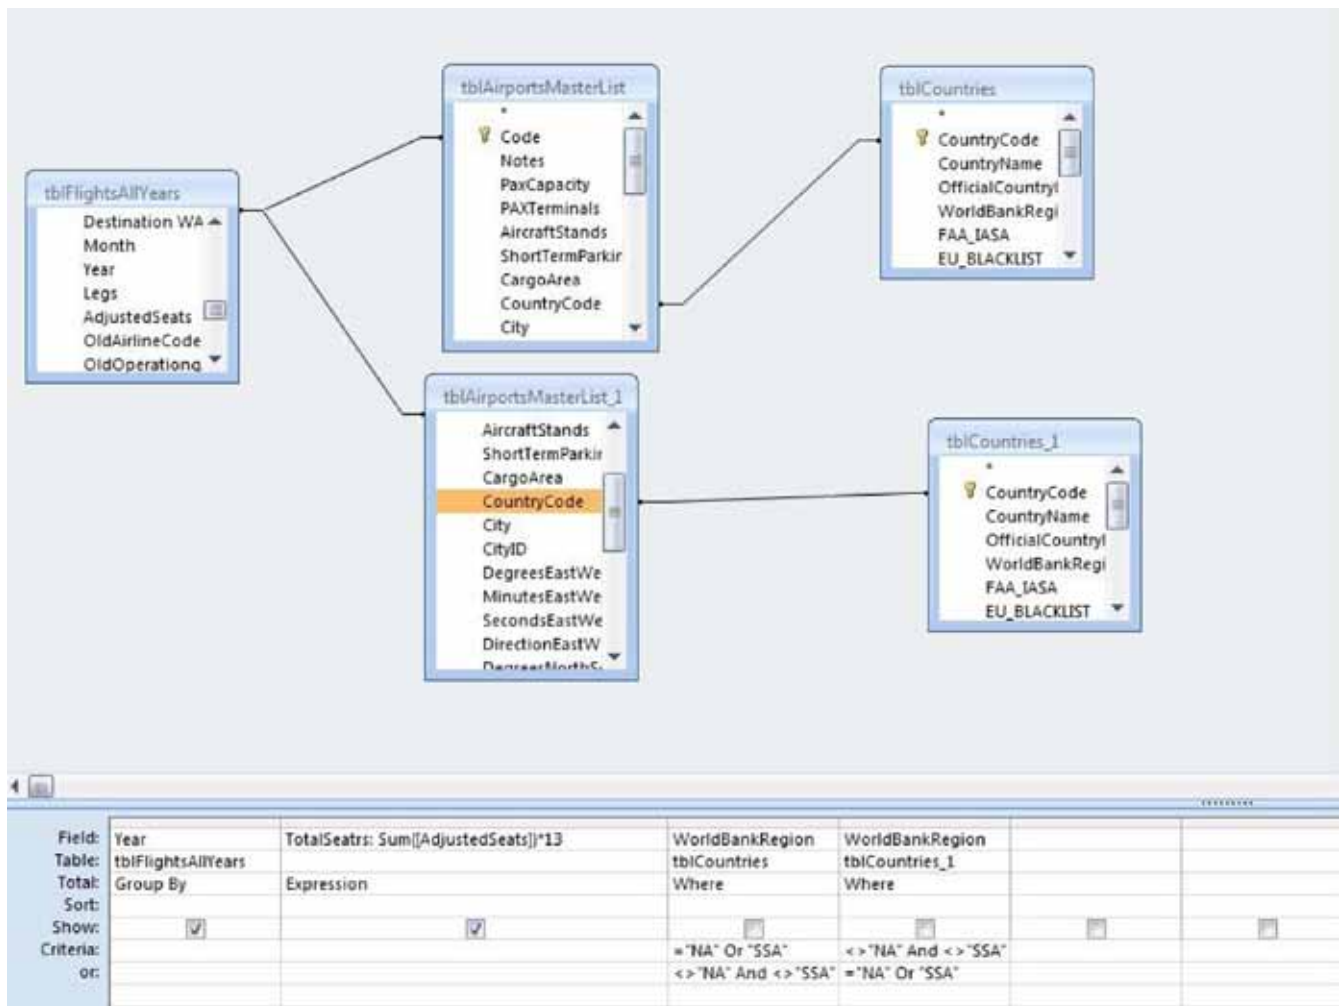 tblAirportsMasterList
*
Code
Notes
PaxCapacity
PAXTerminals
AircraftStands
ShortTermParkir
CargoArea
CountryCode
City
tblCountries
*
CountryCode
CountryName
OfficialCountryl
WorldBankRegi
FAA_IASA
EU_BLACKLIST
tblFlightsAllYears
Destination WA
Month
Year
Legs
AdjustedSeats
OldAirlineCode
OldOperationg
tblAirportsMasterList_1
AircraftStands
ShortTermParkir
CargoArea
CountryCode
City
CityID
DegreesEastWe
MinutesEastWe
SecondsEastWe
DirectionEastW
DegreesNorthS
tblCountries_1
*
CountryCode
CountryName
OfficialCountryl
WorldBankRegi
FAA_IASA
EU_BLACKLIST
Field: Year TotalSeatrs: Sum([AdjustedSeats])*13 WorldBankRegion WorldBankRegion
Table: tblFlightsAllYears tblCountries tblCountries_1
Total: Group By Expression Where Where
Sort:
Show:
Criteria: ="NA" Or "SSA" <>"NA" And <>"SSA"
or: <>"NA" And <>"SSA" ="NA" Or "SSA"